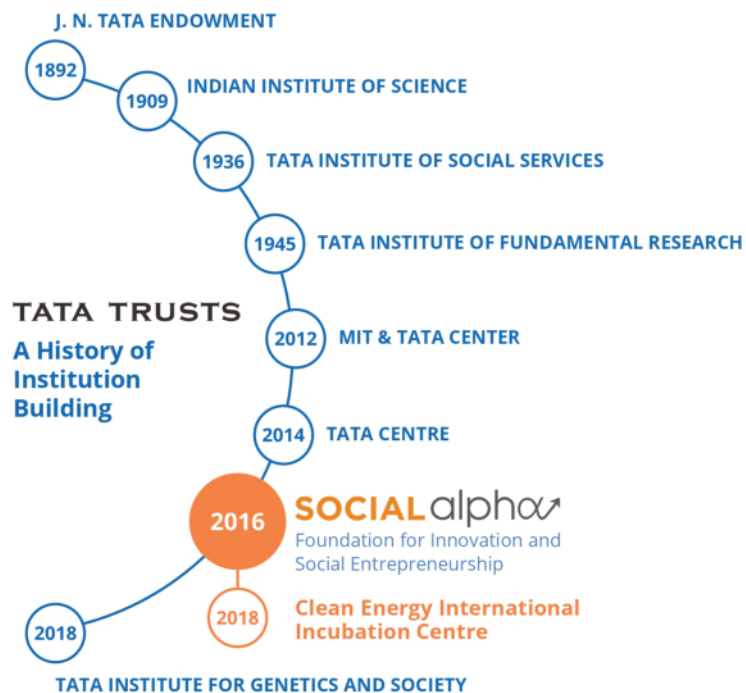 J. N. TATA ENDOWMENT
1892
1909
INDIAN INSTITUTE OF SCIENCE
1936
TATA INSTITUTE OF SOCIAL SERVICES
1945
TATA INSTITUTE OF FUNDAMENTAL RESEARCH
TATA TRUSTS
A History of
Institution
Building
2012
MIT & TATA CENTER
2014
TATA CENTRE
2016
SOCIAL alpha
Foundation for Innovation and
Social Entrepreneurship
2018
Clean Energy International
Incubation Centre
2018
TATA INSTITUTE FOR GENETICS AND SOCIETY